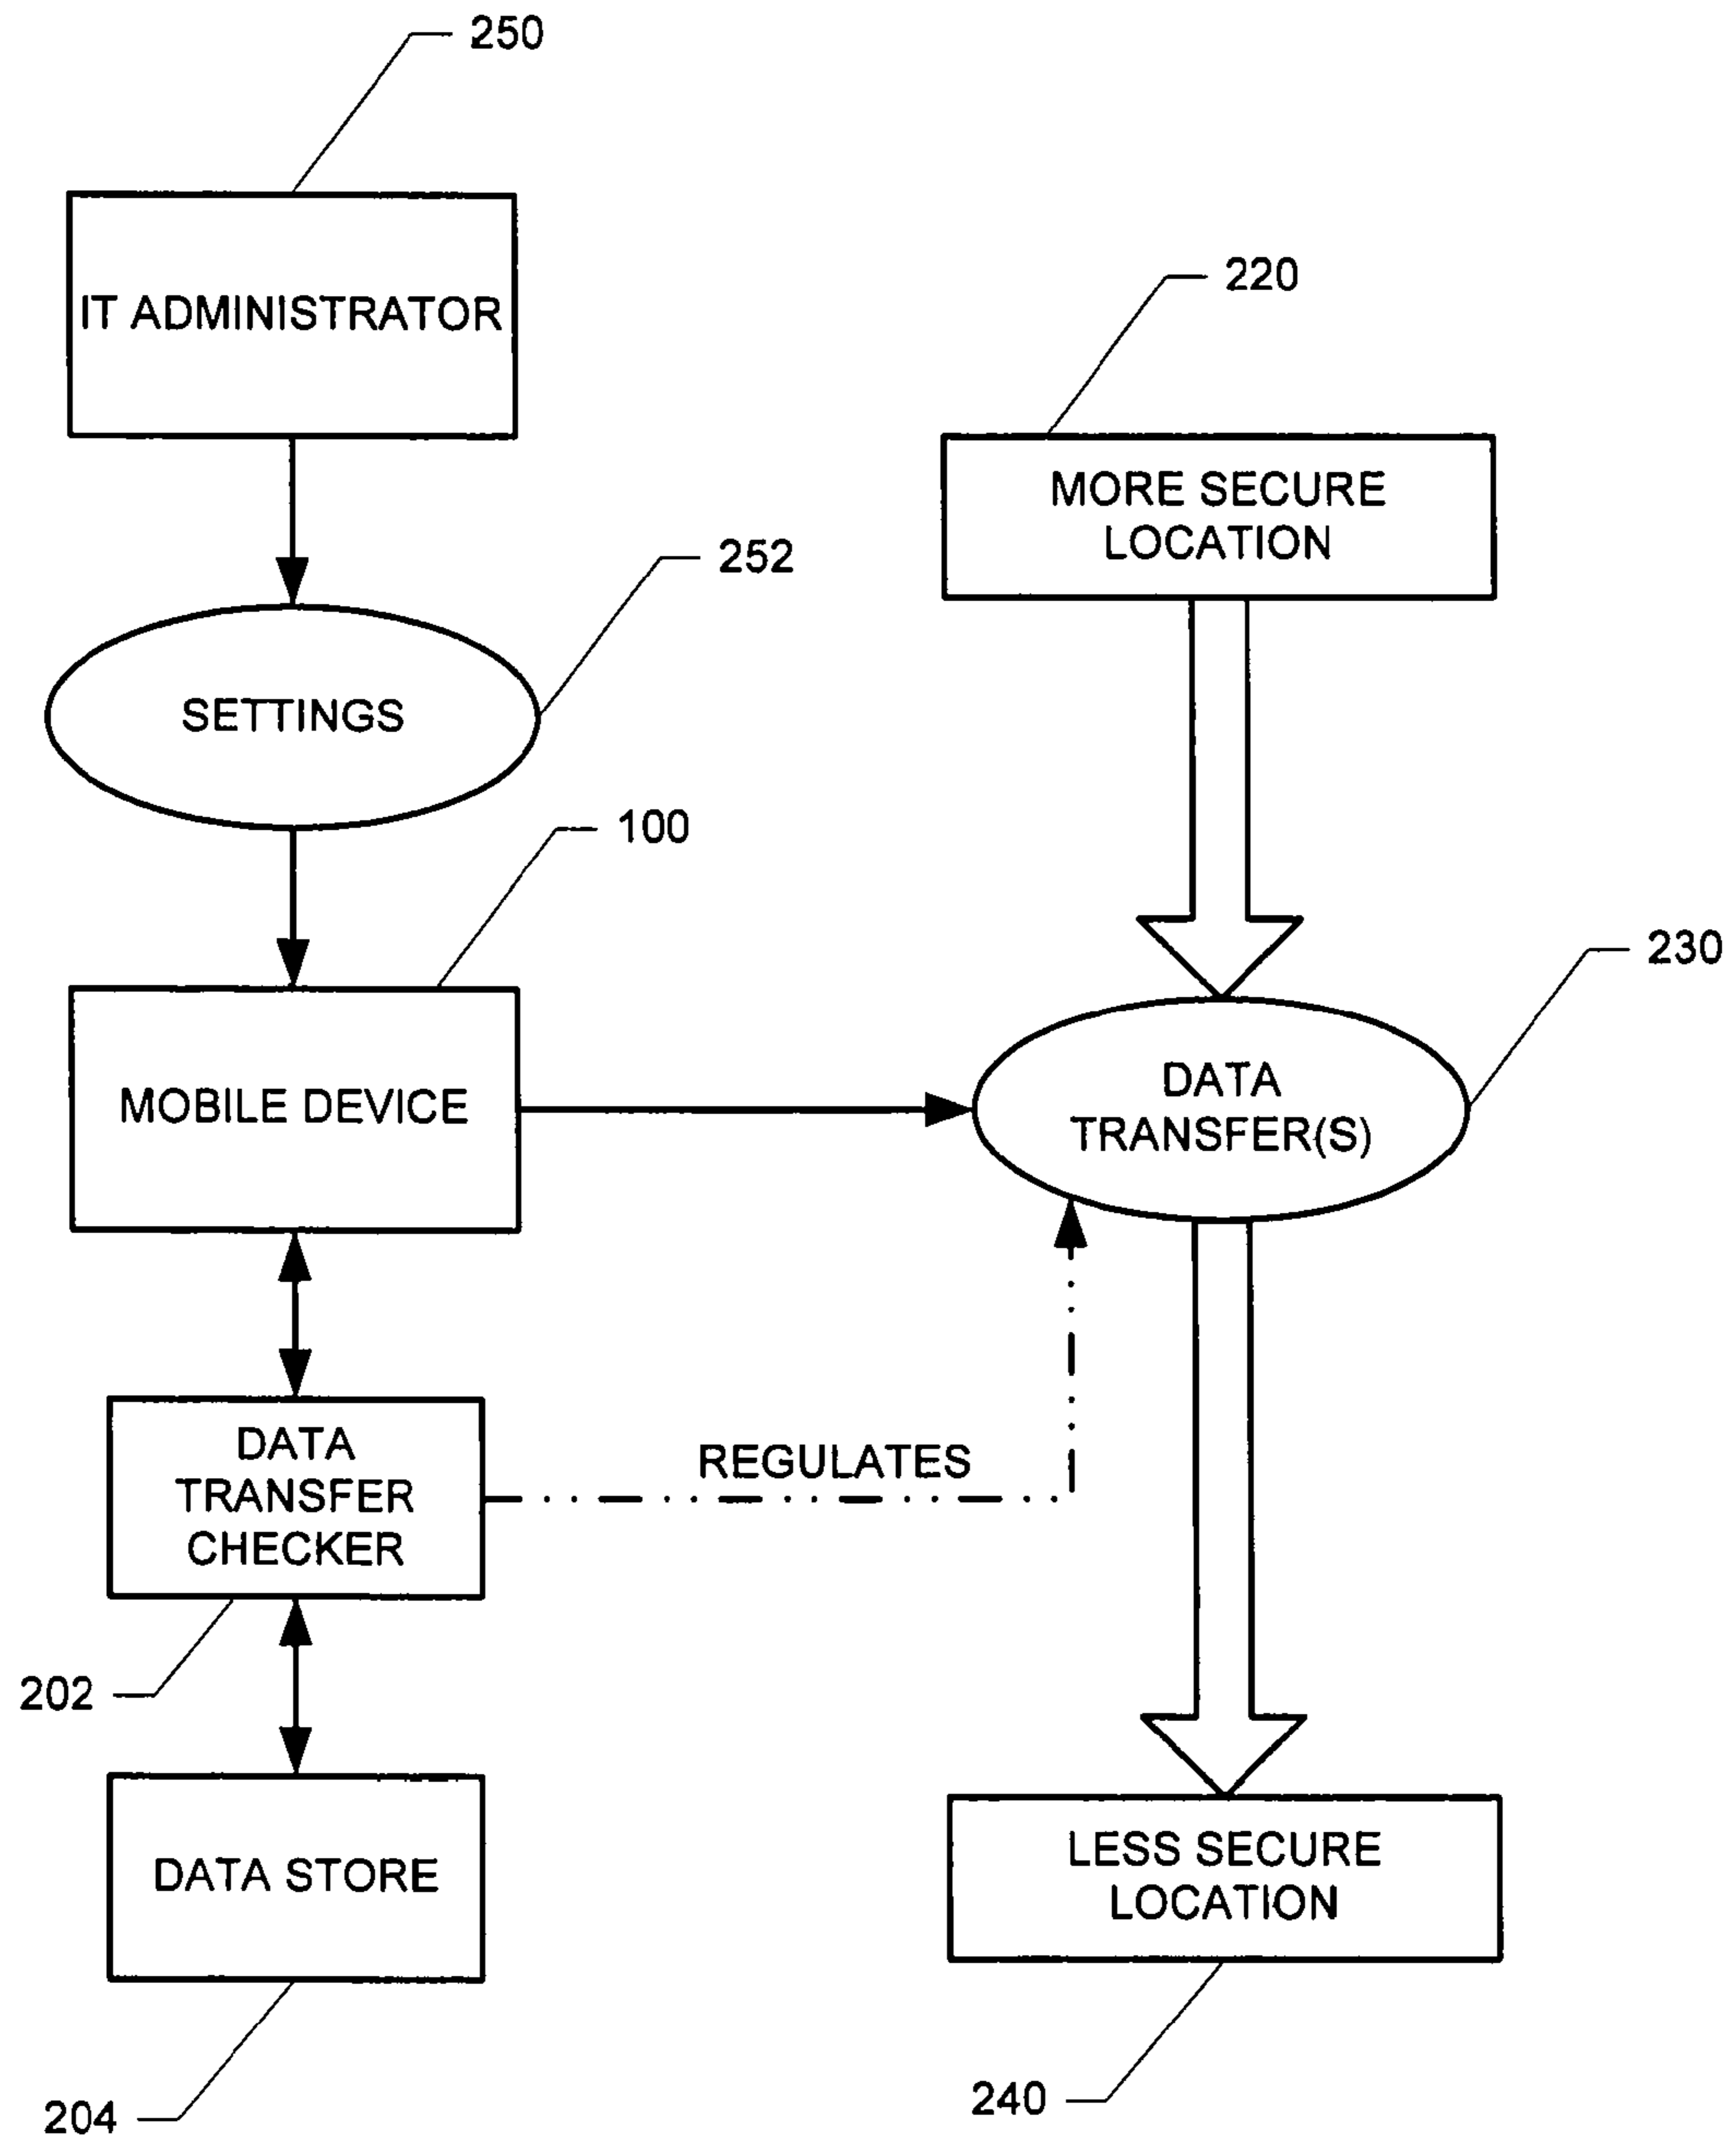 250
IT ADMINISTRATOR
220
MORE SECURE
LOCATION
252
SETTINGS
100
230
MOBILE DEVICE
DATA
TRANSFER(S)
DATA
TRANSFER
CHECKER
REGULATES
202
DATA STORE
LESS SECURE
LOCATION
204
240